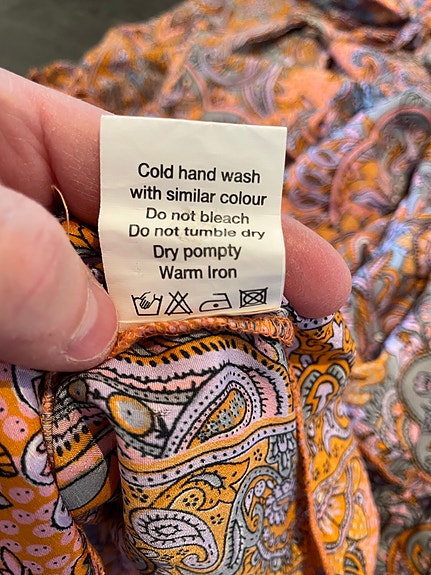 Cold hand wash
with similar colour
Do not bleach
Do not tumble dry
Dry pompty
Warm Iron